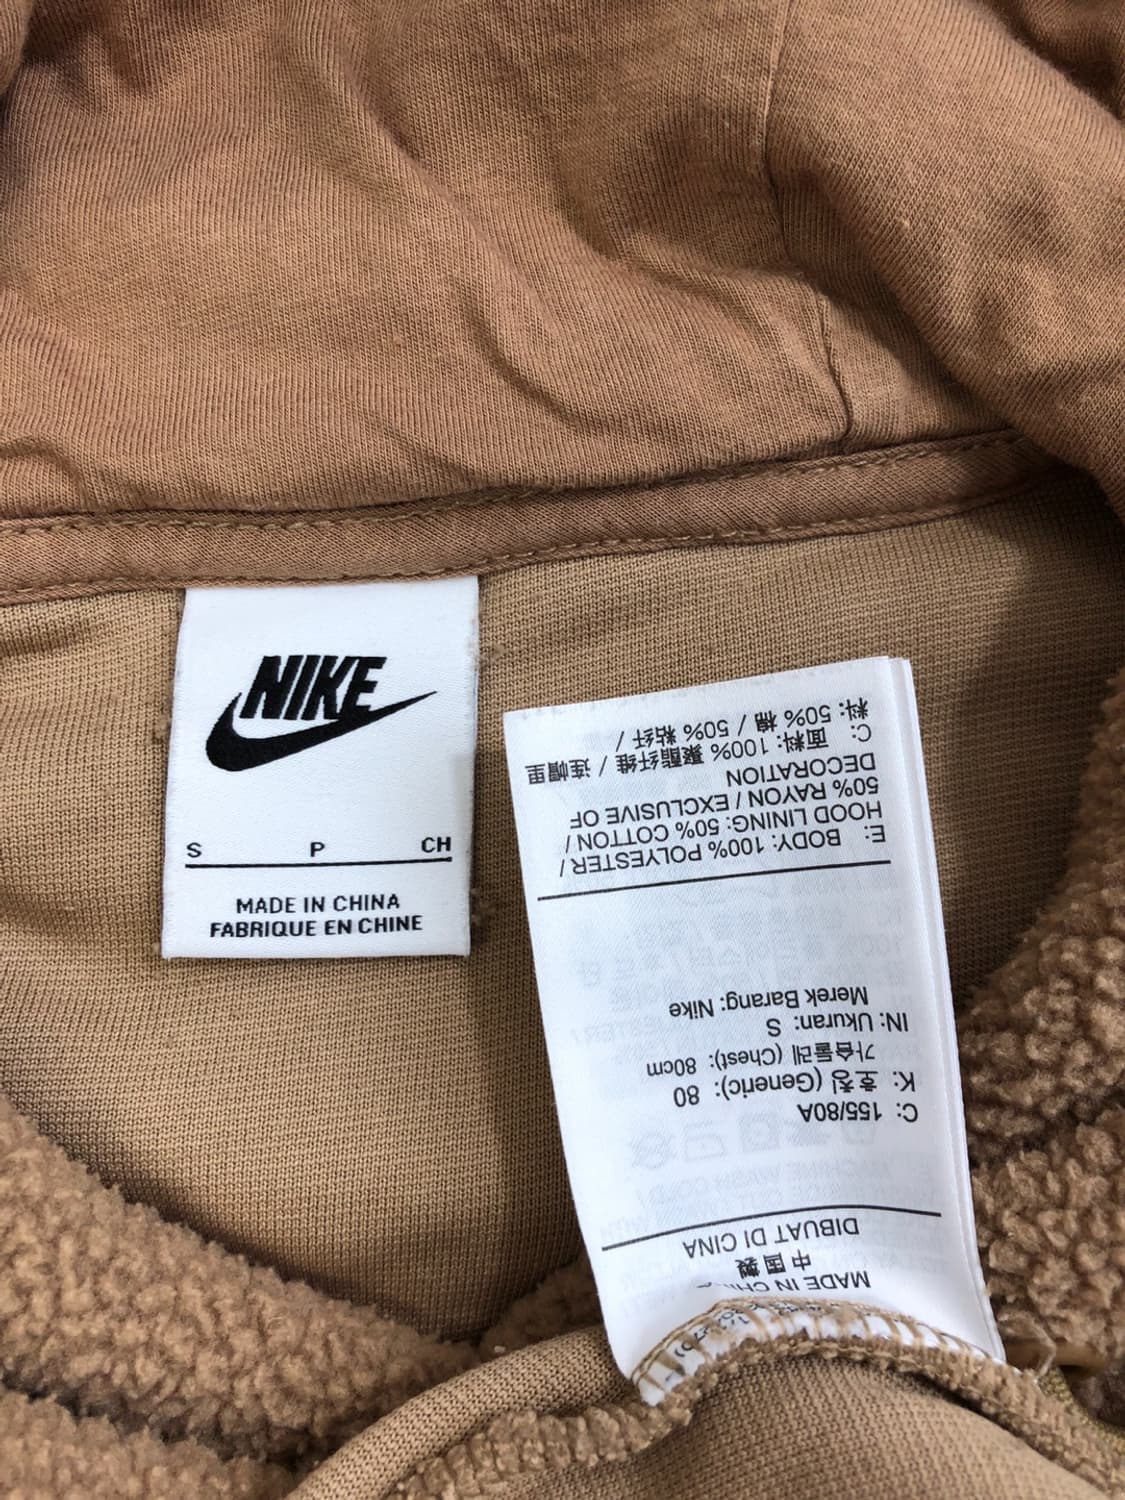 NIKE
S P CH
MADE IN CHINA
FABRIQUE EN CHINE
MADE IN
中国製
DIBUAT DI CINA
C: 155/80A
K: 호칭 (Generic): 80
가슴둘레 (Chest): 80cm
IN: Ukuran: S
Merek Barang: Nike
E: BODY: 100% POLYESTER /
HOOD LINING: 50% COTTON /
50% RAYON / EXCLUSIVE OF
DECORATION
C: 面料: 100% 聚酯纤维 / 连帽里
料: 50% 棉 / 50% 粘纤 /